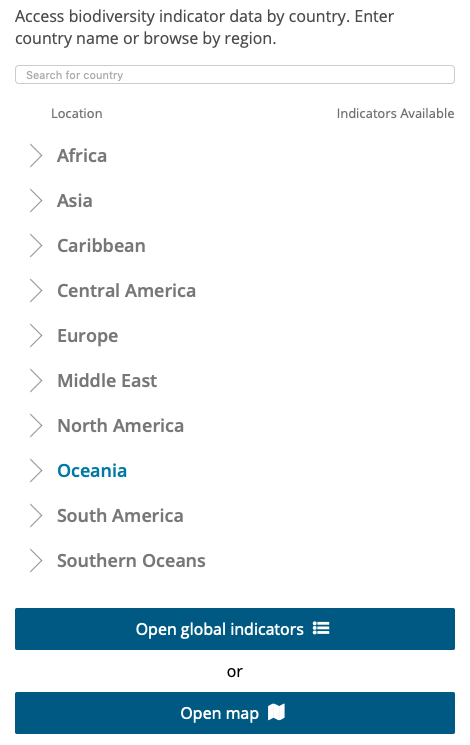 Access biodiversity indicator data by country. Enter
country name or browse by region.
Search for country
Location Indicators Available
Africa
Asia
Caribbean
Central America
Europe
Middle East
North America
Oceania
South America
Southern Oceans
Open global indicators
or
Open map